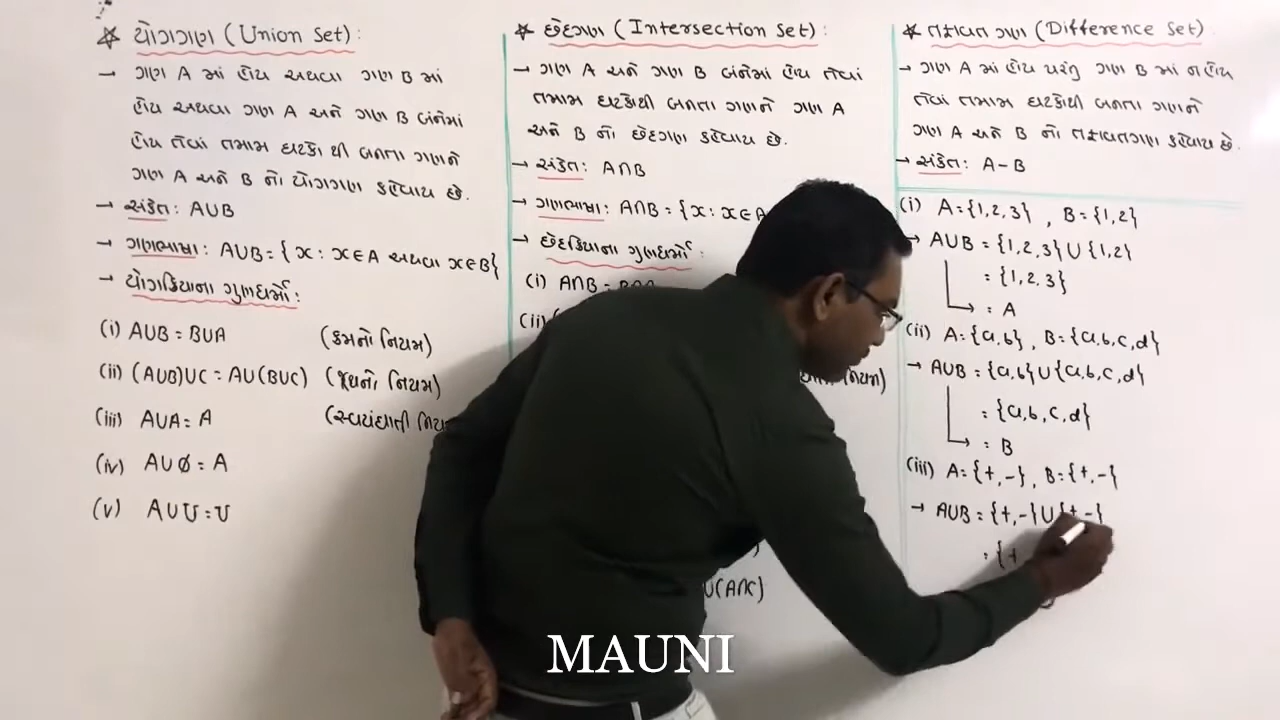 ☆ યોગગણ (Union Set) :
→ ગણ A માં હોય અથવા ગણ B માં
હોય અથવા ગણ A અને ગણ B બંનેમાં
હોય તેવાં તમામ ઘટકો થી બનતા ગણને
ગણ A અને B નો યોગગણ કહેવાય છે.
→ સંકેત : A∪B
→ ગણભાષા : A∪B = { x : x∈A અથવા x∈B}
→ યોગક્રિયાના ગુણધર્મો :
(i) A∪B = B∪A (ક્રમનો નિયમ)
(ii) (A∪B)∪C = A∪(B∪C) (જૂથનો નિયમ)
(iii) A∪A = A (સ્વયંઘાતી
(iv) A∪Ø = A
(v) A∪U = U
☆ છેદગણ (Intersection Set) :
→ ગણ A અને ગણ B બંનેમાં હોય તેવાં
તમામ ઘટકોથી બનતા ગણને ગણ A
અને B નો છેદગણ કહેવાય છે.
→ સંકેત : A∩B
→ ગણભાષા : A∩B = {x : x∈A
→ છેદક્રિયાના ગુણધર્મો :
(i) A∩B = B∩A
(ii)
નિયમ)
∪(A∩C)
☆ તફાવત ગણ (Difference Set) :
→ ગણ A માં હોય પરંતુ ગણ B માં ન હોય
તેવાં તમામ ઘટકોથી બનતા ગણને
ગણ A અને B નો તફાવતગણ કહેવાય છે.
→ સંકેત : A-B
(i) A={1,2,3} , B={1,2}
→ A∪B = {1,2,3}∪{1,2}
= {1,2,3}
= A
(ii) A={a,b} , B={a,b,c,d}
→ A∪B = {a,b}∪{a,b,c,d}
= {a,b,c,d}
= B
(iii) A={+,-} , B={+,-}
→ A∪B = {+,-}∪{+,-}
= {+
MAUNI